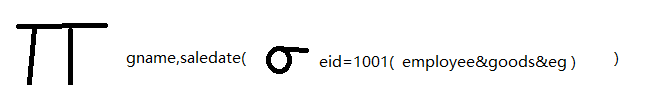 π gname,saledate( σ eid=1001( employee&goods&eg ) )